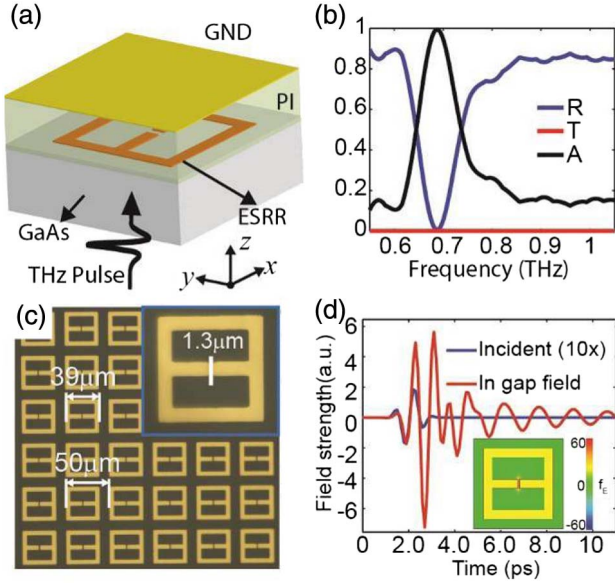 (a)
GND
PI
GaAs
ESRR
THz Pulse
z
y
x
(b)
1
0.8
0.6
0.4
0.2
0
R
T
A
0.6
0.7
0.8
0.9
1
Frequency (THz)
(c)
1.3μm
39μm
50μm
(d)
Field strength(a.u.)
6
4
2
0
-2
-4
-6
Incident (10x)
In gap field
60
0
-60
f_E
0
2.0
4.0
6.0
8.0
10
Time (ps)